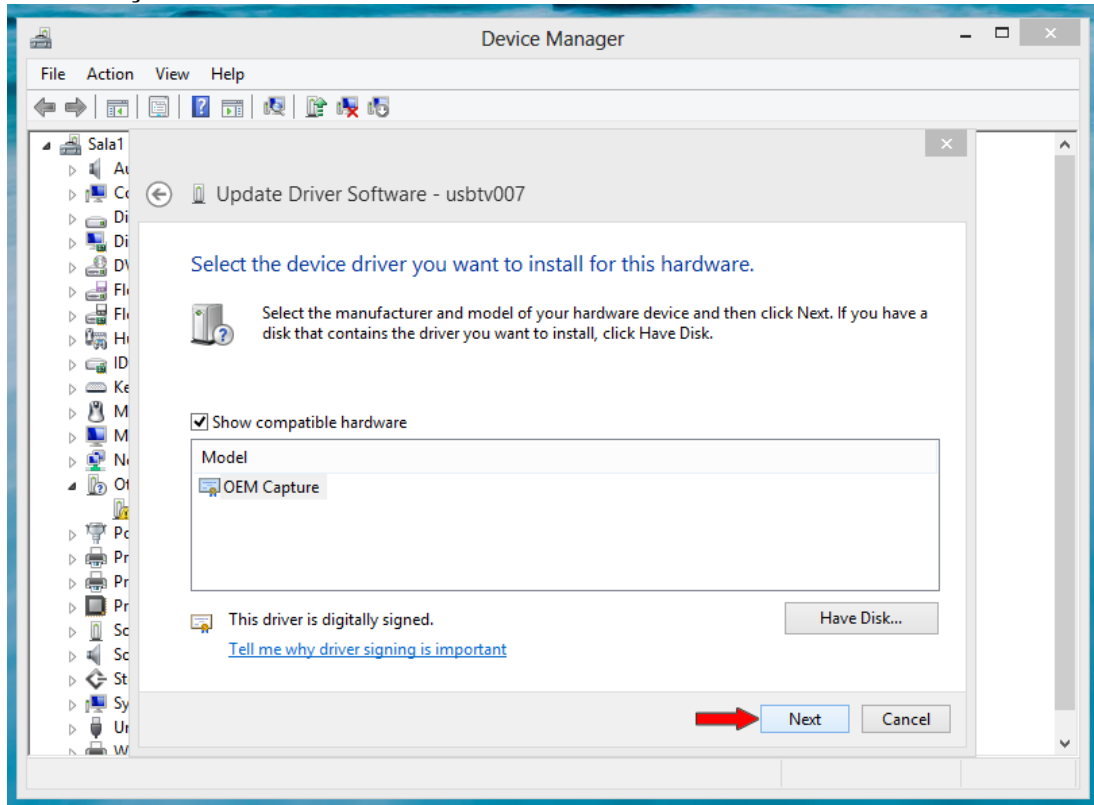 Device Manager
File Action View Help
Sala1
Update Driver Software - usbtv007
Select the device driver you want to install for this hardware.
Select the manufacturer and model of your hardware device and then click Next. If you have a
disk that contains the driver you want to install, click Have Disk.
Show compatible hardware
Model
OEM Capture
This driver is digitally signed.
Have Disk...
Tell me why driver signing is important
Next Cancel